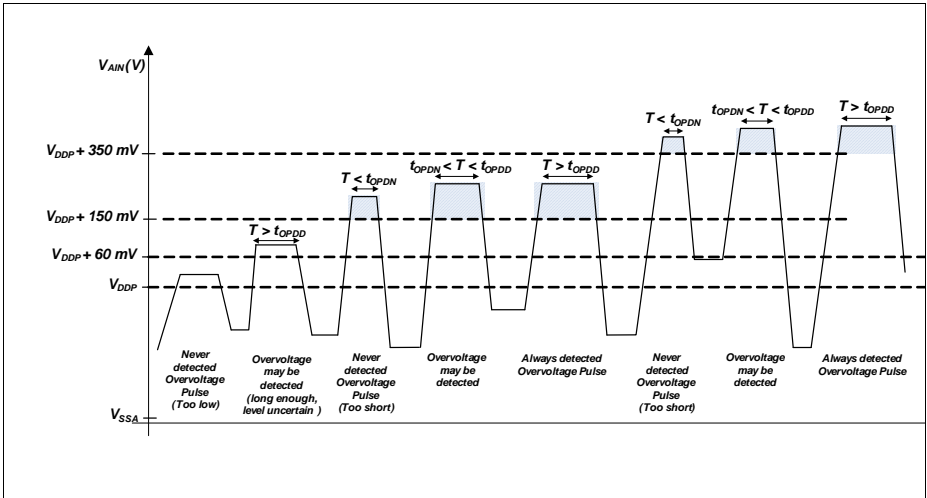 VAIN (V)
VDDP + 350 mV
VDDP + 150 mV
VDDP + 60 mV
VDDP
VSSA
T > tOPDD
T < tOPDN
tOPDN < T < tOPDD
T > tOPDD
T < tOPDN
tOPDN < T < tOPDD
T > tOPDD
Never
detected
Overvoltage
Pulse
(Too low)
Overvoltage
may be
detected
(long enough,
level uncertain )
Never
detected
Overvoltage
Pulse
(Too short)
Overvoltage
may be
detected
Always detected
Overvoltage Pulse
Never
detected
Overvoltage
Pulse
(Too short)
Overvoltage
may be
detected
Always detected
Overvoltage Pulse